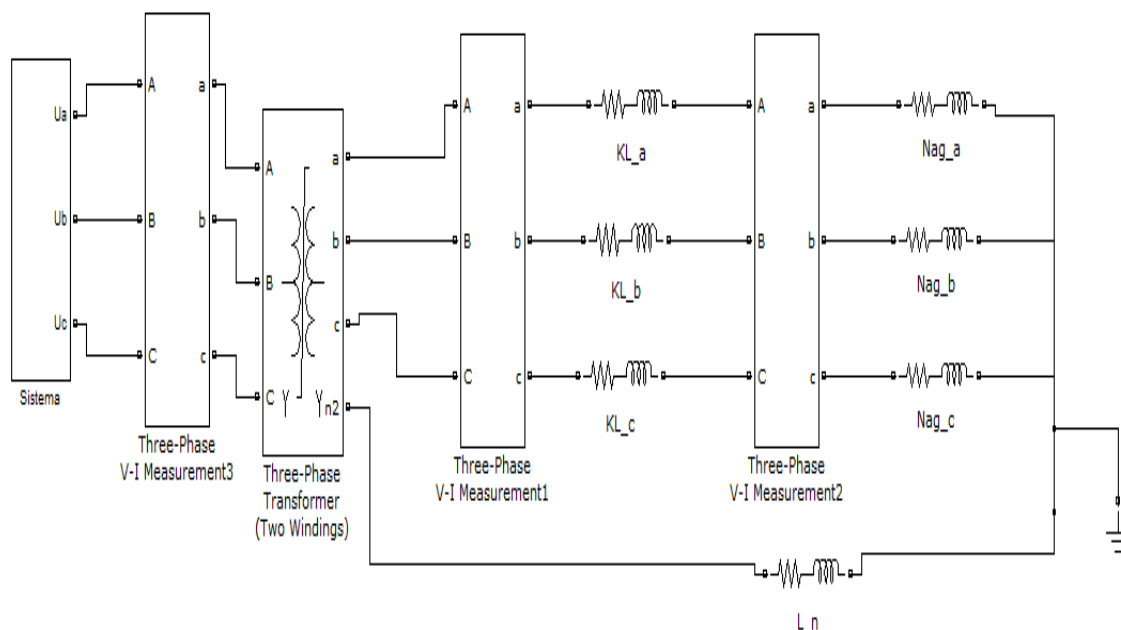 Ua
Ub
Uc
Sistema
A
B
C
a
b
c
Three-Phase
V-I Measurement3
A
B
C
a
b
c
Y
Yn2
Three-Phase
Transformer
(Two Windings)
A
B
C
a
b
c
Three-Phase
V-I Measurement1
KL_a
KL_b
KL_c
A
B
C
a
b
c
Three-Phase
V-I Measurement2
Nag_a
Nag_b
Nag_c
L_n